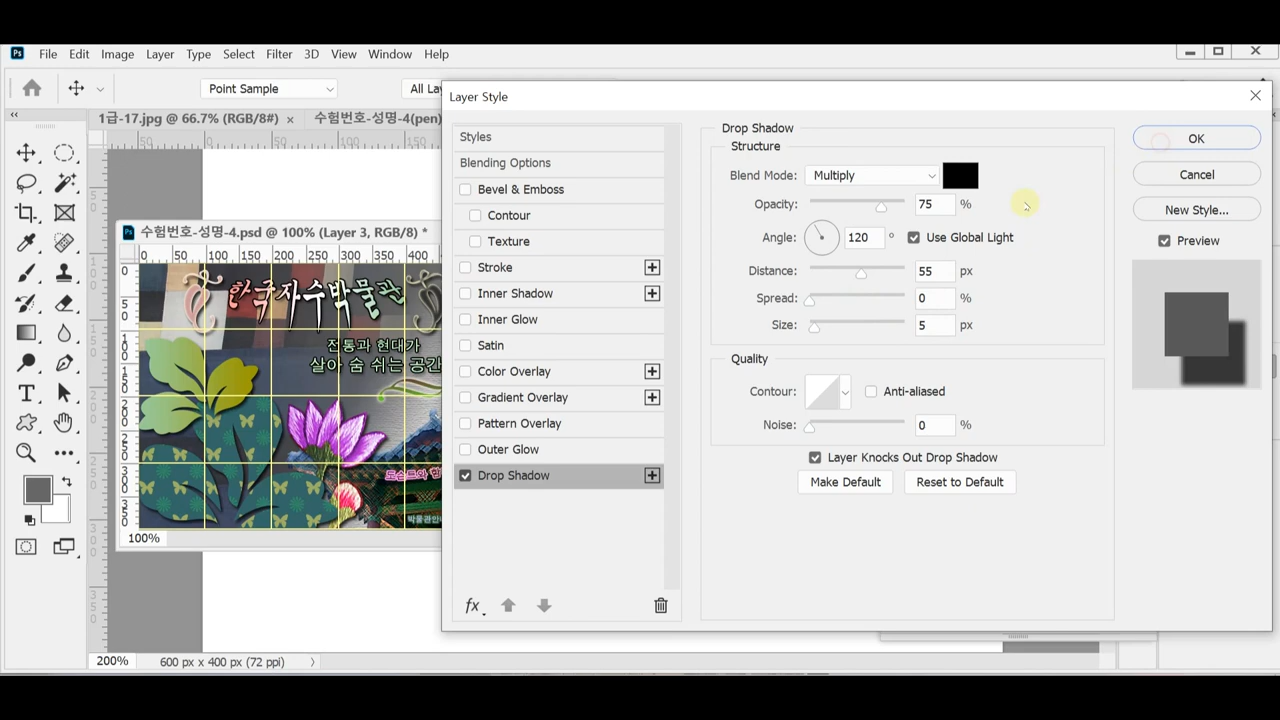 Ps File Edit Image Layer Type Select Filter 3D View Window Help
Point Sample
All Lay
1급-17.jpg @ 66.7% (RGB/8#) ×
수험번호-성명-4(pen)
50 0 50 100 150
수험번호-성명-4.psd @ 100% (Layer 3, RGB/8) *
0 50 100 150 200 250 300 350 400
한국자수박물관
전통과 현대가
살아 숨 쉬는 공간
100%
200%
600 px x 400 px (72 ppi)
Layer Style
Styles
Blending Options
Bevel & Emboss
Contour
Texture
Stroke
Inner Shadow
Inner Glow
Satin
Color Overlay
Gradient Overlay
Pattern Overlay
Outer Glow
Drop Shadow
fx
Drop Shadow
Structure
Blend Mode: Multiply
Opacity: 75 %
Angle: 120 ° Use Global Light
Distance: 55 px
Spread: 0 %
Size: 5 px
Quality
Contour: Anti-aliased
Noise: 0 %
Layer Knocks Out Drop Shadow
Make Default Reset to Default
OK
Cancel
New Style...
Preview